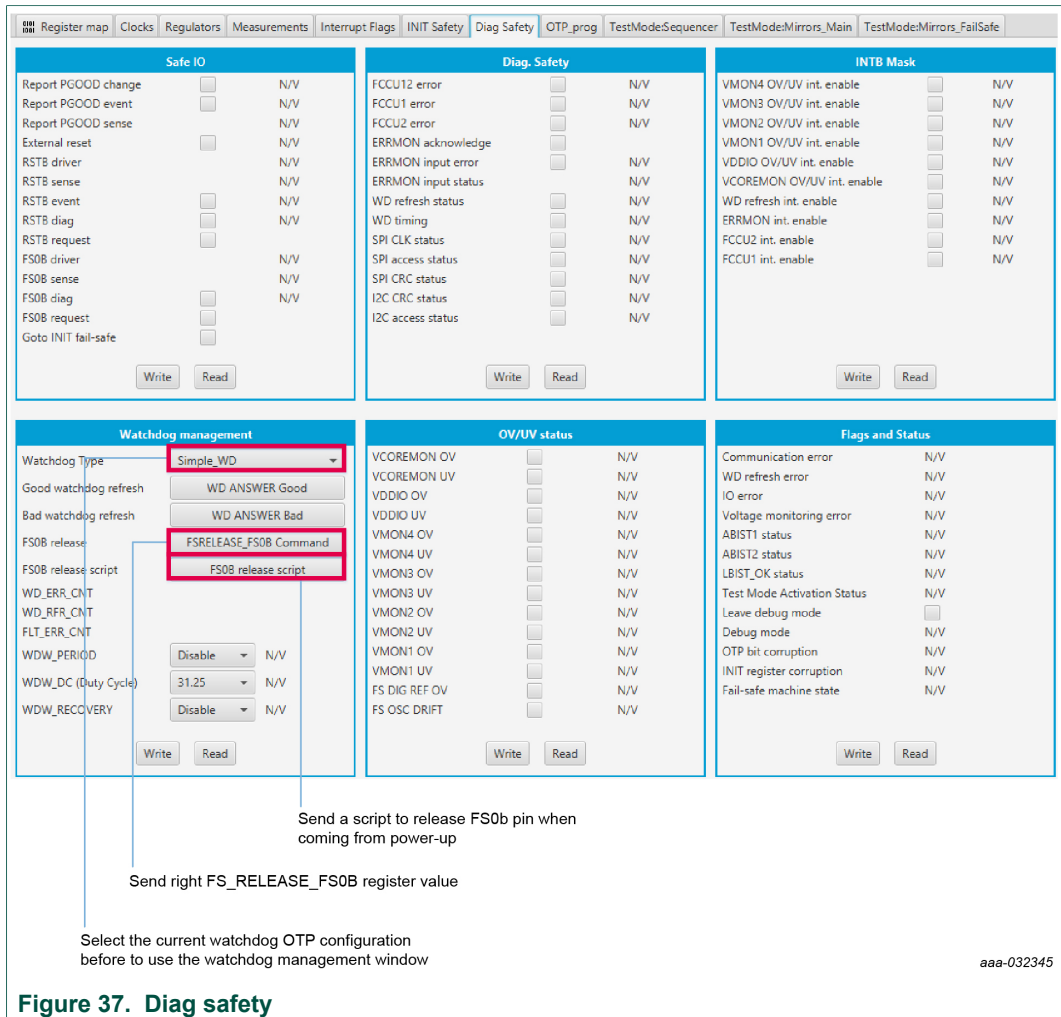 Register map Clocks Regulators Measurements Interrupt Flags INIT Safety Diag Safety OTP_prog TestMode:Sequencer TestMode:Mirrors_Main TestMode:Mirrors_FailSafe
Safe IO
Report PGOOD change N/V
Report PGOOD event N/V
Report PGOOD sense N/V
External reset N/V
RSTB driver N/V
RSTB sense N/V
RSTB event N/V
RSTB diag N/V
RSTB request
FS0B driver N/V
FS0B sense N/V
FS0B diag N/V
FS0B request
Goto INIT fail-safe
Write Read
Diag. Safety
FCCU12 error N/V
FCCU1 error N/V
FCCU2 error N/V
ERRMON acknowledge
ERRMON input error N/V
ERRMON input status N/V
WD refresh status N/V
WD timing N/V
SPI CLK status N/V
SPI access status N/V
SPI CRC status N/V
I2C CRC status N/V
I2C access status N/V
Write Read
INTB Mask
VMON4 OV/UV int. enable N/V
VMON3 OV/UV int. enable N/V
VMON2 OV/UV int. enable N/V
VMON1 OV/UV int. enable N/V
VDDIO OV/UV int. enable N/V
VCOREMON OV/UV int. enable N/V
WD refresh int. enable N/V
ERRMON int. enable N/V
FCCU2 int. enable N/V
FCCU1 int. enable N/V
Write Read
Watchdog management
Watchdog Type Simple_WD
Good watchdog refresh WD ANSWER Good
Bad watchdog refresh WD ANSWER Bad
FS0B release FSRELEASE_FS0B Command
FS0B release script FS0B release script
WD_ERR_CNT
WD_RFR_CNT
FLT_ERR_CNT
WDW_PERIOD Disable N/V
WDW_DC (Duty Cycle) 31.25 N/V
WDW_RECOVERY Disable N/V
Write Read
OV/UV status
VCOREMON OV N/V
VCOREMON UV N/V
VDDIO OV N/V
VDDIO UV N/V
VMON4 OV N/V
VMON4 UV N/V
VMON3 OV N/V
VMON3 UV N/V
VMON2 OV N/V
VMON2 UV N/V
VMON1 OV N/V
VMON1 UV N/V
FS DIG REF OV N/V
FS OSC DRIFT N/V
Write Read
Flags and Status
Communication error N/V
WD refresh error N/V
IO error N/V
Voltage monitoring error N/V
ABIST1 status N/V
ABIST2 status N/V
LBIST_OK status N/V
Test Mode Activation Status N/V
Leave debug mode
Debug mode N/V
OTP bit corruption N/V
INIT register corruption N/V
Fail-safe machine state N/V
Write Read
Send a script to release FS0b pin when
coming from power-up
Send right FS_RELEASE_FS0B register value
Select the current watchdog OTP configuration
before to use the watchdog management window
aaa-032345
Figure 37. Diag safety